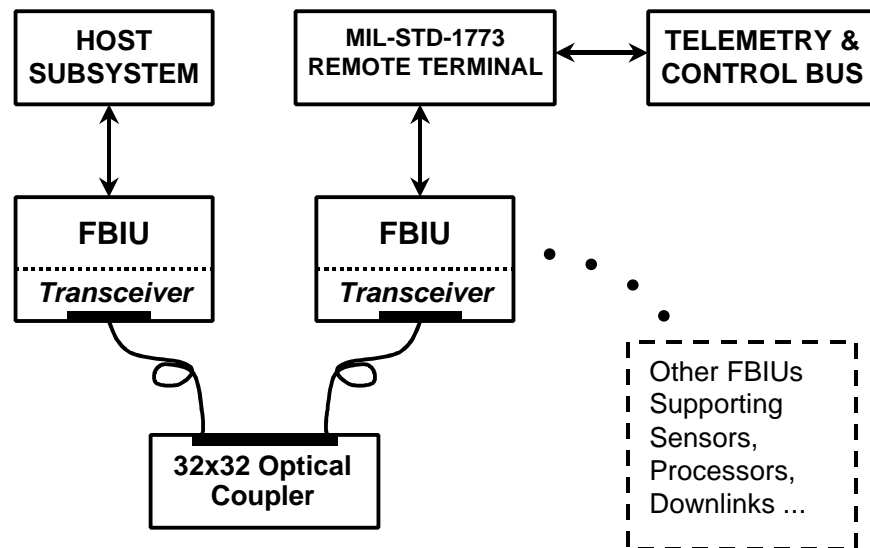 HOST
SUBSYSTEM
MIL-STD-1773
REMOTE TERMINAL
TELEMETRY &
CONTROL BUS
FBIU
Transceiver
FBIU
Transceiver
32x32 Optical
Coupler
Other FBIUs
Supporting
Sensors,
Processors,
Downlinks ...